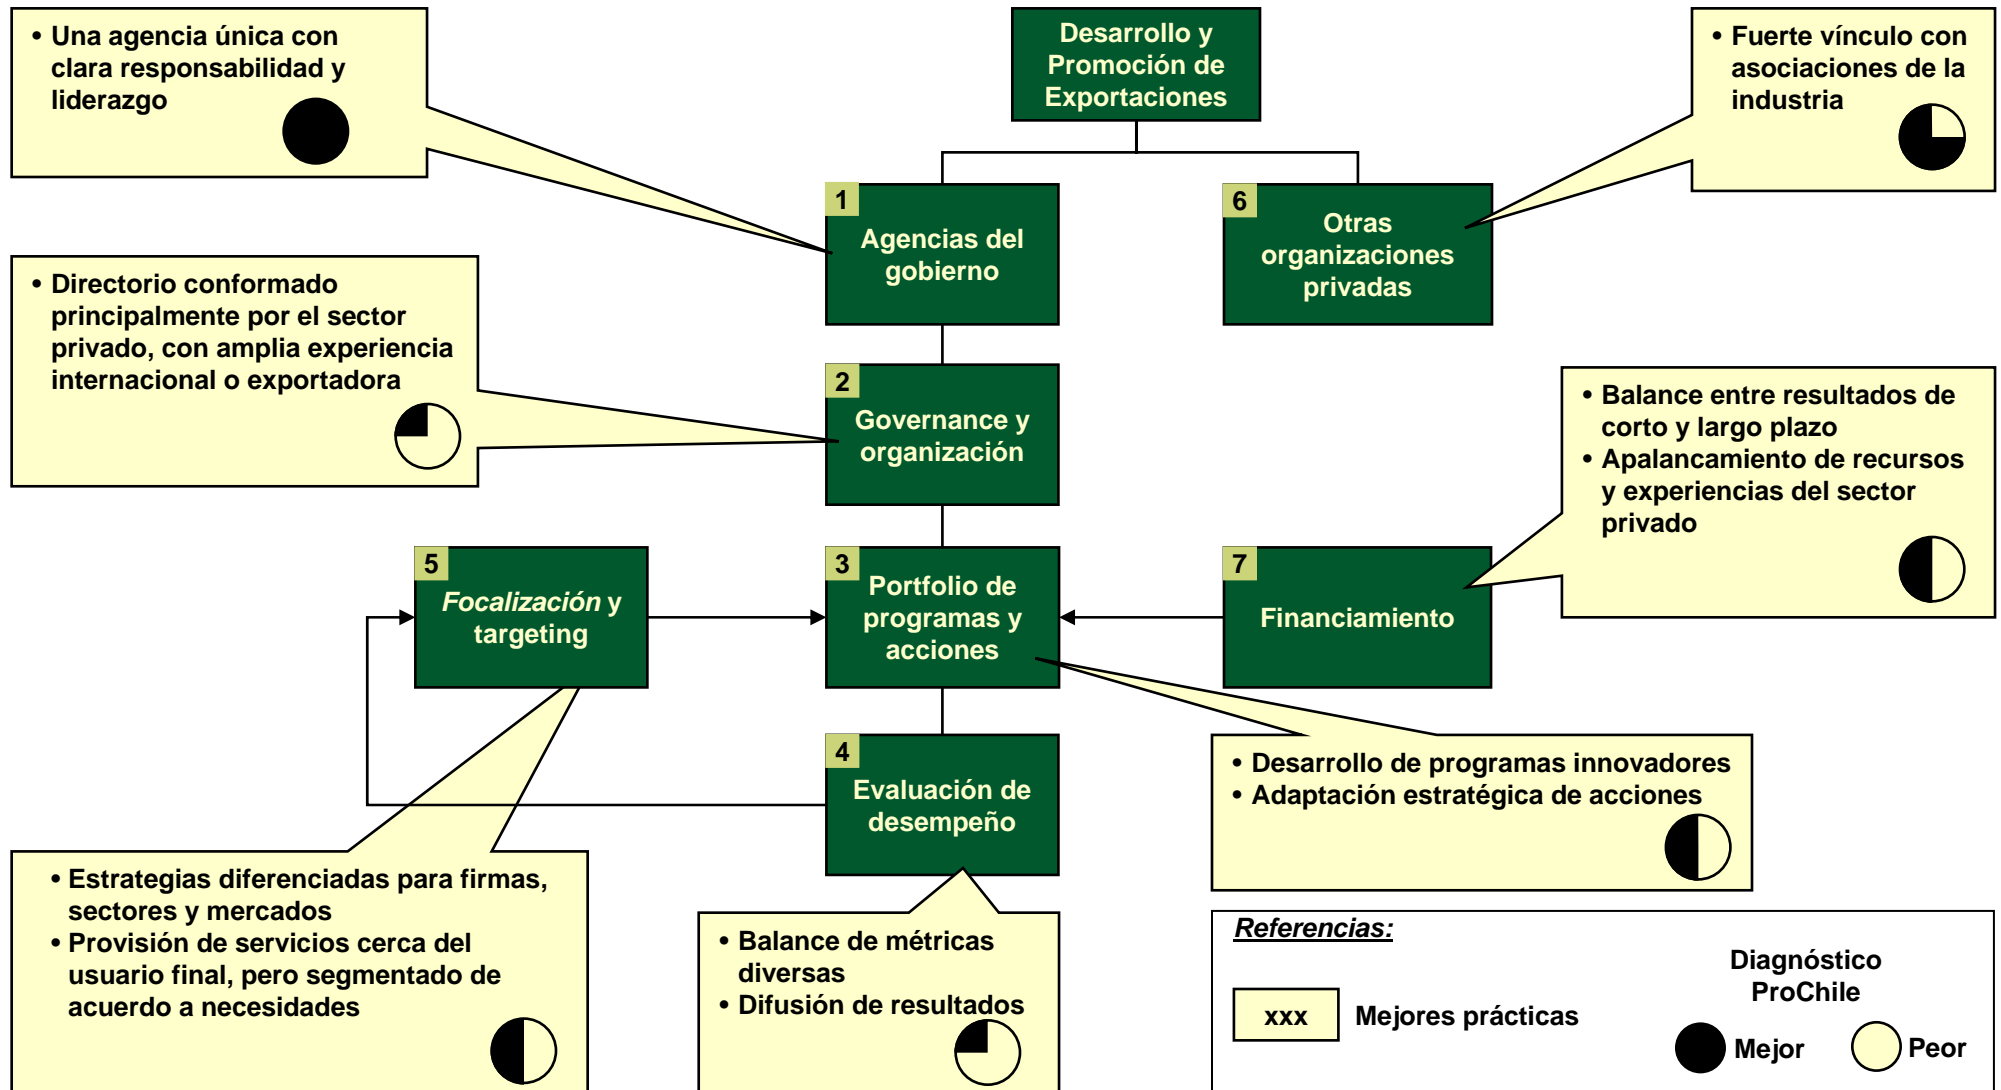 • Una agencia única con
clara responsabilidad y
liderazgo
Desarrollo y
Promoción de
Exportaciones
• Fuerte vínculo con
asociaciones de la
industria
1
Agencias del
gobierno
6
Otras
organizaciones
privadas
• Directorio conformado
principalmente por el sector
privado, con amplia experiencia
internacional o exportadora
2
Governance y
organización
• Balance entre resultados de
corto y largo plazo
• Apalancamiento de recursos
y experiencias del sector
privado
5
Focalización y
targeting
3
Portfolio de
programas y
acciones
7
Financiamiento
4
Evaluación de
desempeño
• Desarrollo de programas innovadores
• Adaptación estratégica de acciones
• Estrategias diferenciadas para firmas,
sectores y mercados
• Provisión de servicios cerca del
usuario final, pero segmentado de
acuerdo a necesidades
• Balance de métricas
diversas
• Difusión de resultados
Referencias:
xxx
Mejores prácticas
Diagnóstico
ProChile
Mejor
Peor